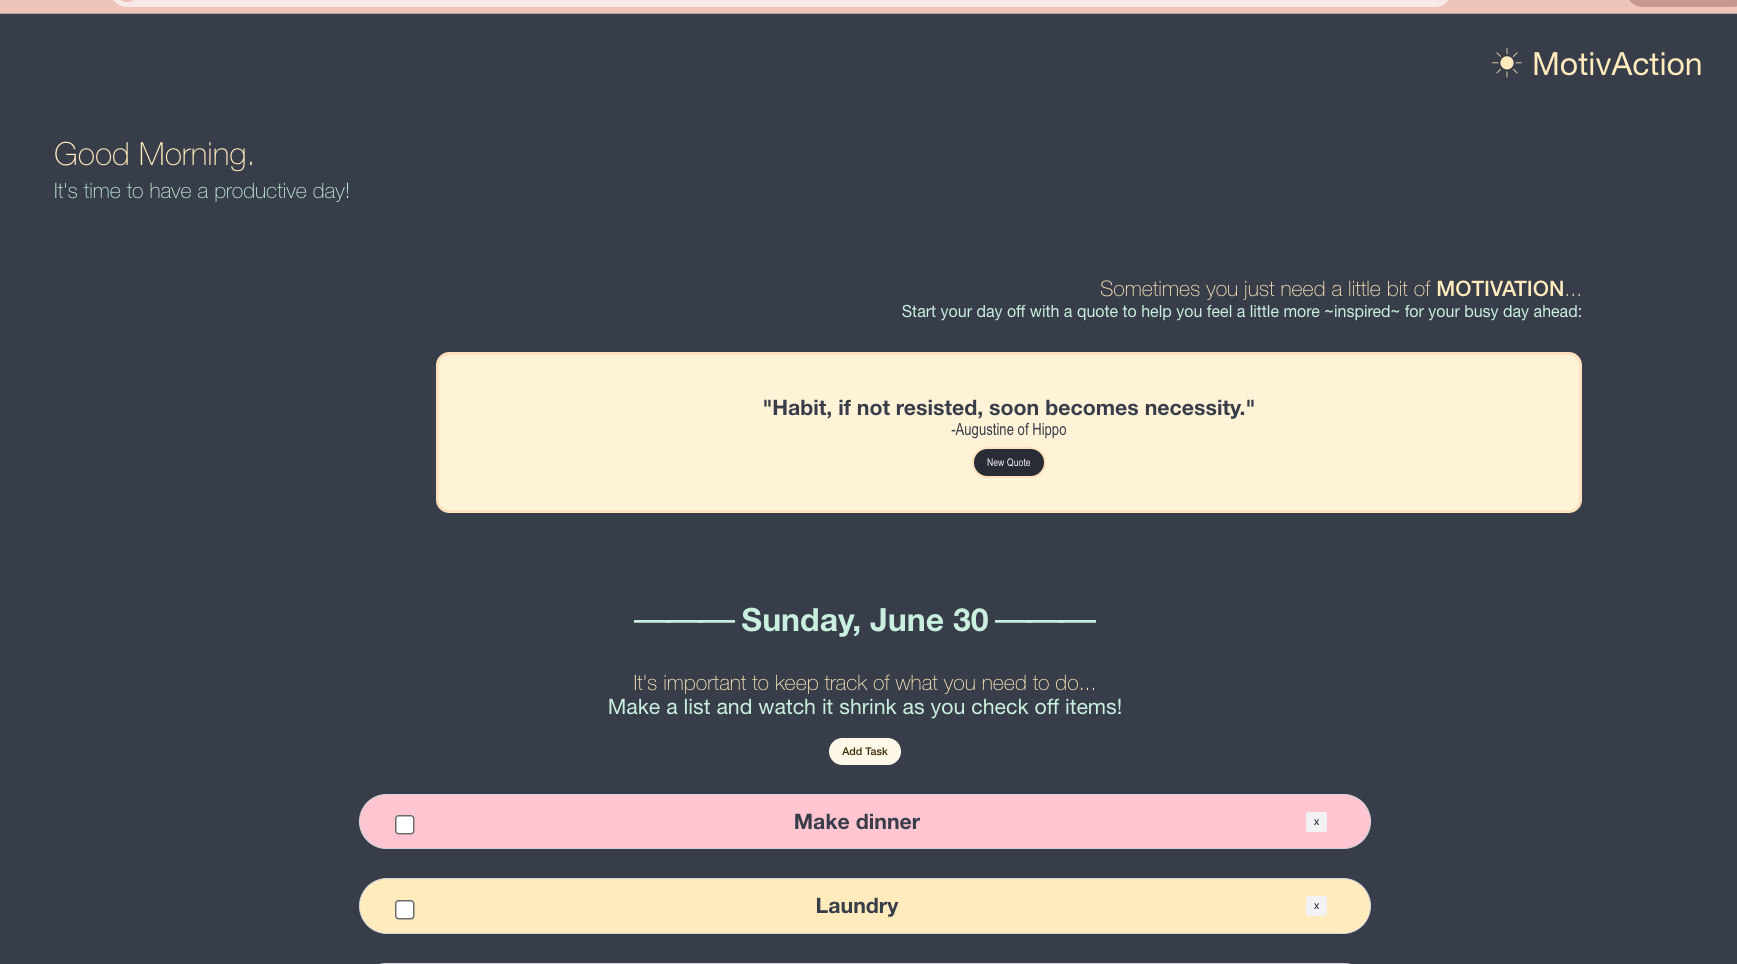 MotivAction
Good Morning.
It's time to have a productive day!
Sometimes you just need a little bit of MOTIVATION...
Start your day off with a quote to help you feel a little more ~inspired~ for your busy day ahead:
"Habit, if not resisted, soon becomes necessity."
-Augustine of Hippo
New Quote
Sunday, June 30
It's important to keep track of what you need to do...
Make a list and watch it shrink as you check off items!
Add Task
Make dinner
x
Laundry
x